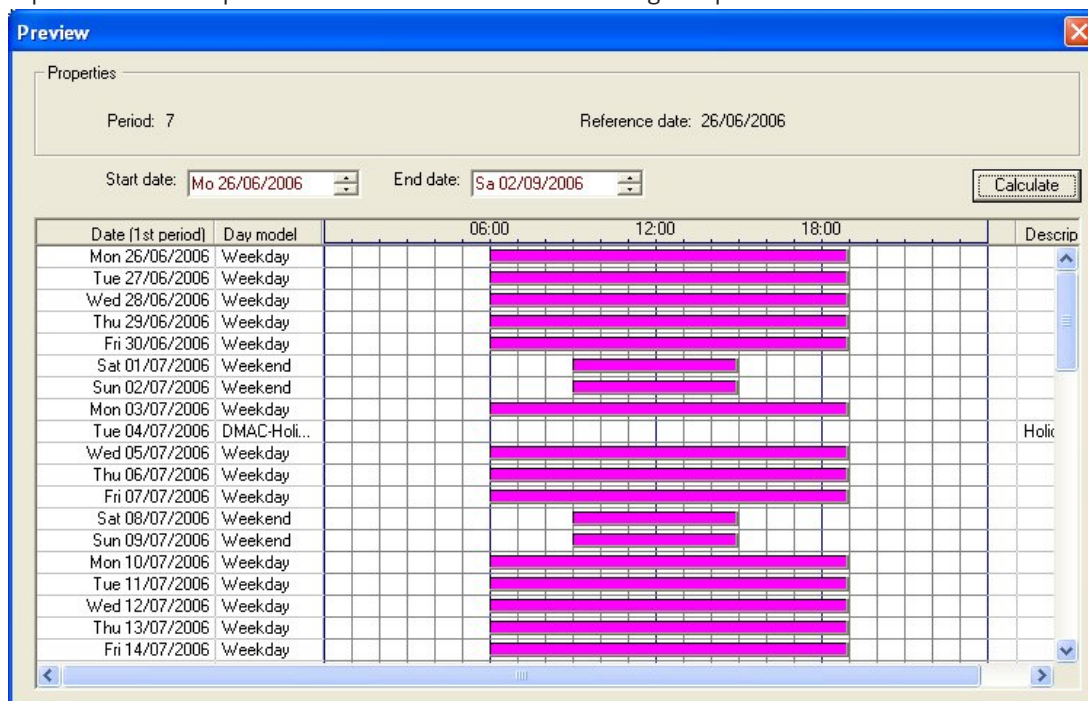 Preview
Properties
Period: 7 Reference date: 26/06/2006
Start date: Mo 26/06/2006 End date: Sa 02/09/2006 Calculate
Date (1st period) Day model 06:00 12:00 18:00 Descrip
Mon 26/06/2006 Weekday
Tue 27/06/2006 Weekday
Wed 28/06/2006 Weekday
Thu 29/06/2006 Weekday
Fri 30/06/2006 Weekday
Sat 01/07/2006 Weekend
Sun 02/07/2006 Weekend
Mon 03/07/2006 Weekday
Tue 04/07/2006 DMAC-Holi... Holic
Wed 05/07/2006 Weekday
Thu 06/07/2006 Weekday
Fri 07/07/2006 Weekday
Sat 08/07/2006 Weekend
Sun 09/07/2006 Weekend
Mon 10/07/2006 Weekday
Tue 11/07/2006 Weekday
Wed 12/07/2006 Weekday
Thu 13/07/2006 Weekday
Fri 14/07/2006 Weekday